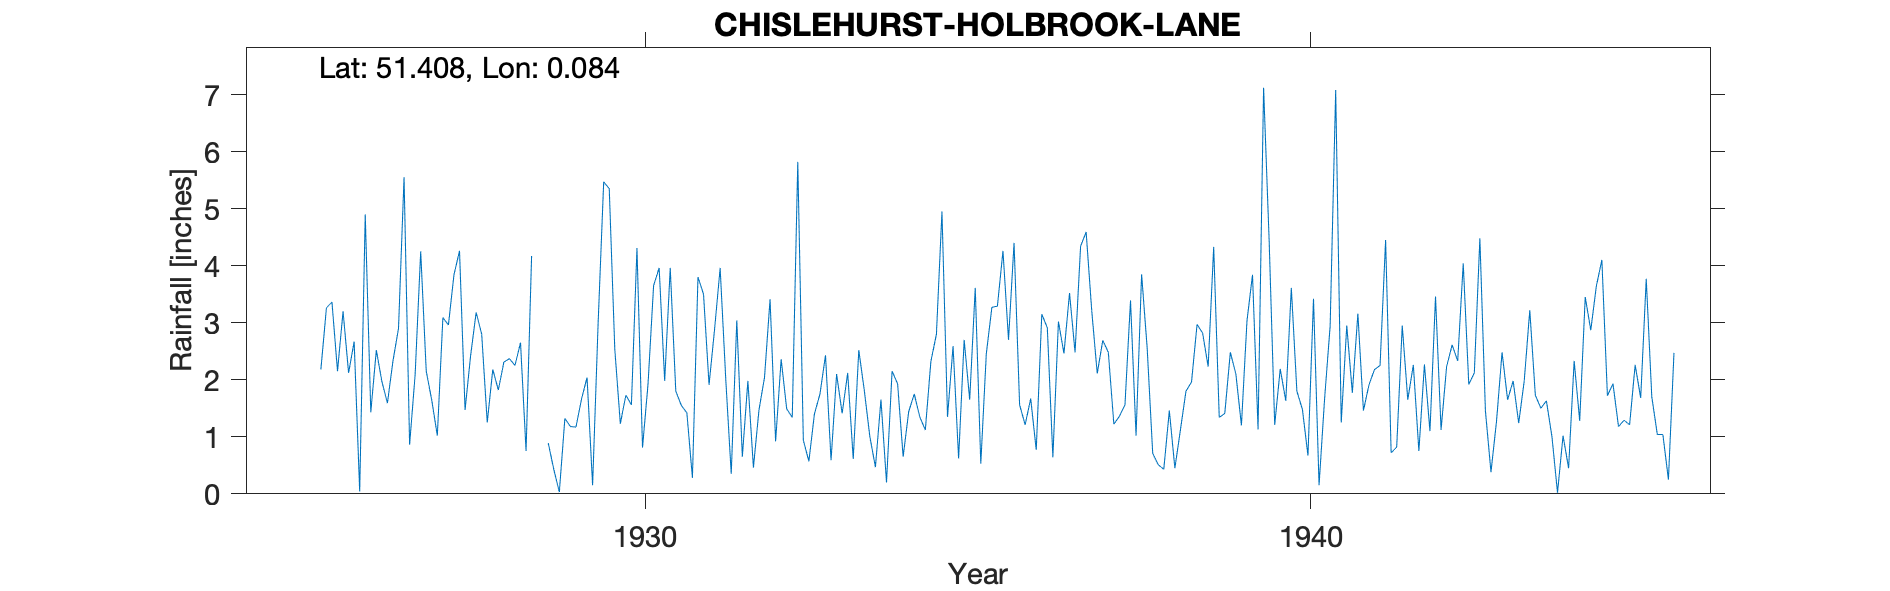 CHISLEHURST-HOLBROOK-LANE
Lat: 51.408, Lon: 0.084
7
6
5
4
3
2
1
0
Rainfall [inches]
1930
1940
Year